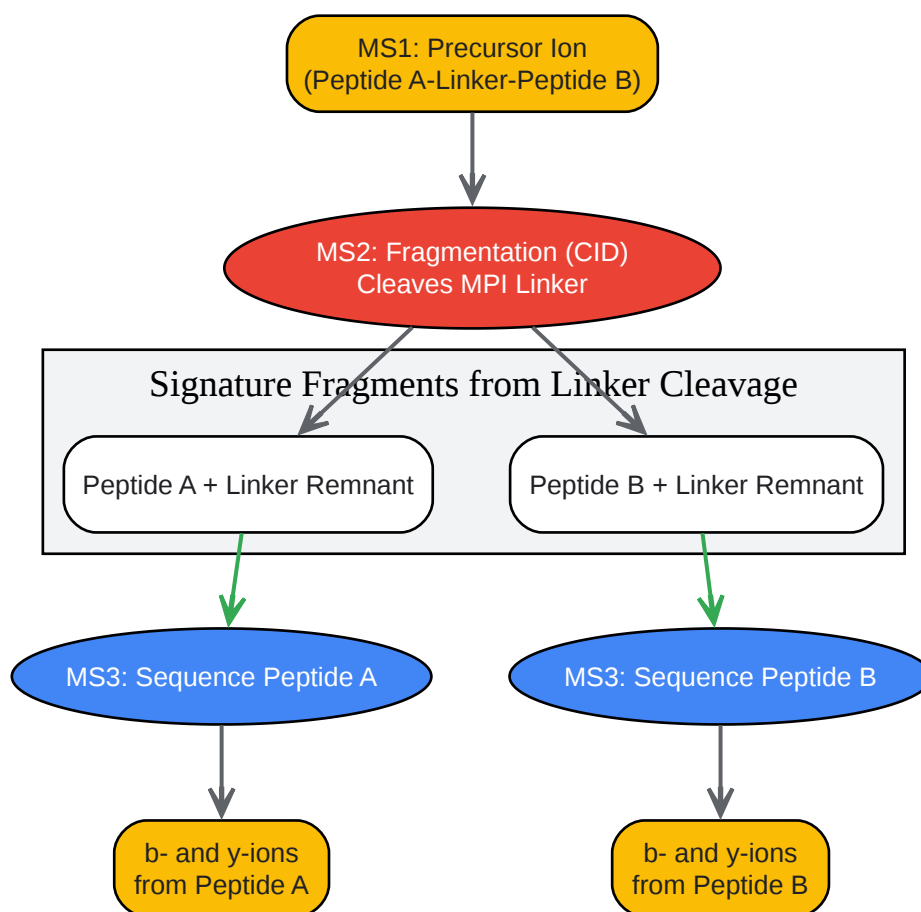 MS1: Precursor Ion
(Peptide A-Linker-Peptide B)
MS2: Fragmentation (CID)
Cleaves MPI Linker
Signature Fragments from Linker Cleavage
Peptide A + Linker Remnant
Peptide B + Linker Remnant
MS3: Sequence Peptide A
MS3: Sequence Peptide B
b- and y-ions
from Peptide A
b- and y-ions
from Peptide B